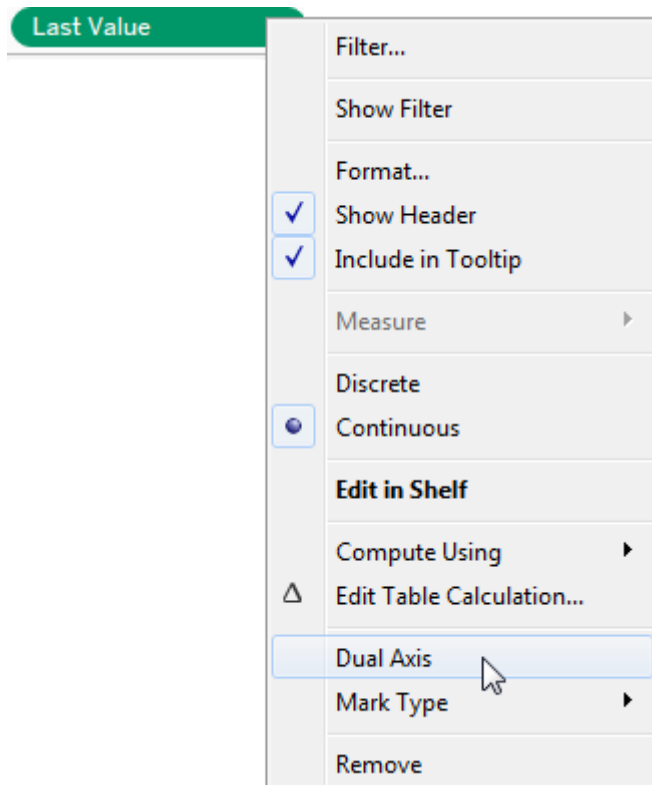 Last Value
Filter...
Show Filter
Format...
Show Header
Include in Tooltip
Measure
Discrete
Continuous
Edit in Shelf
Compute Using
Edit Table Calculation...
Dual Axis
Mark Type
Remove